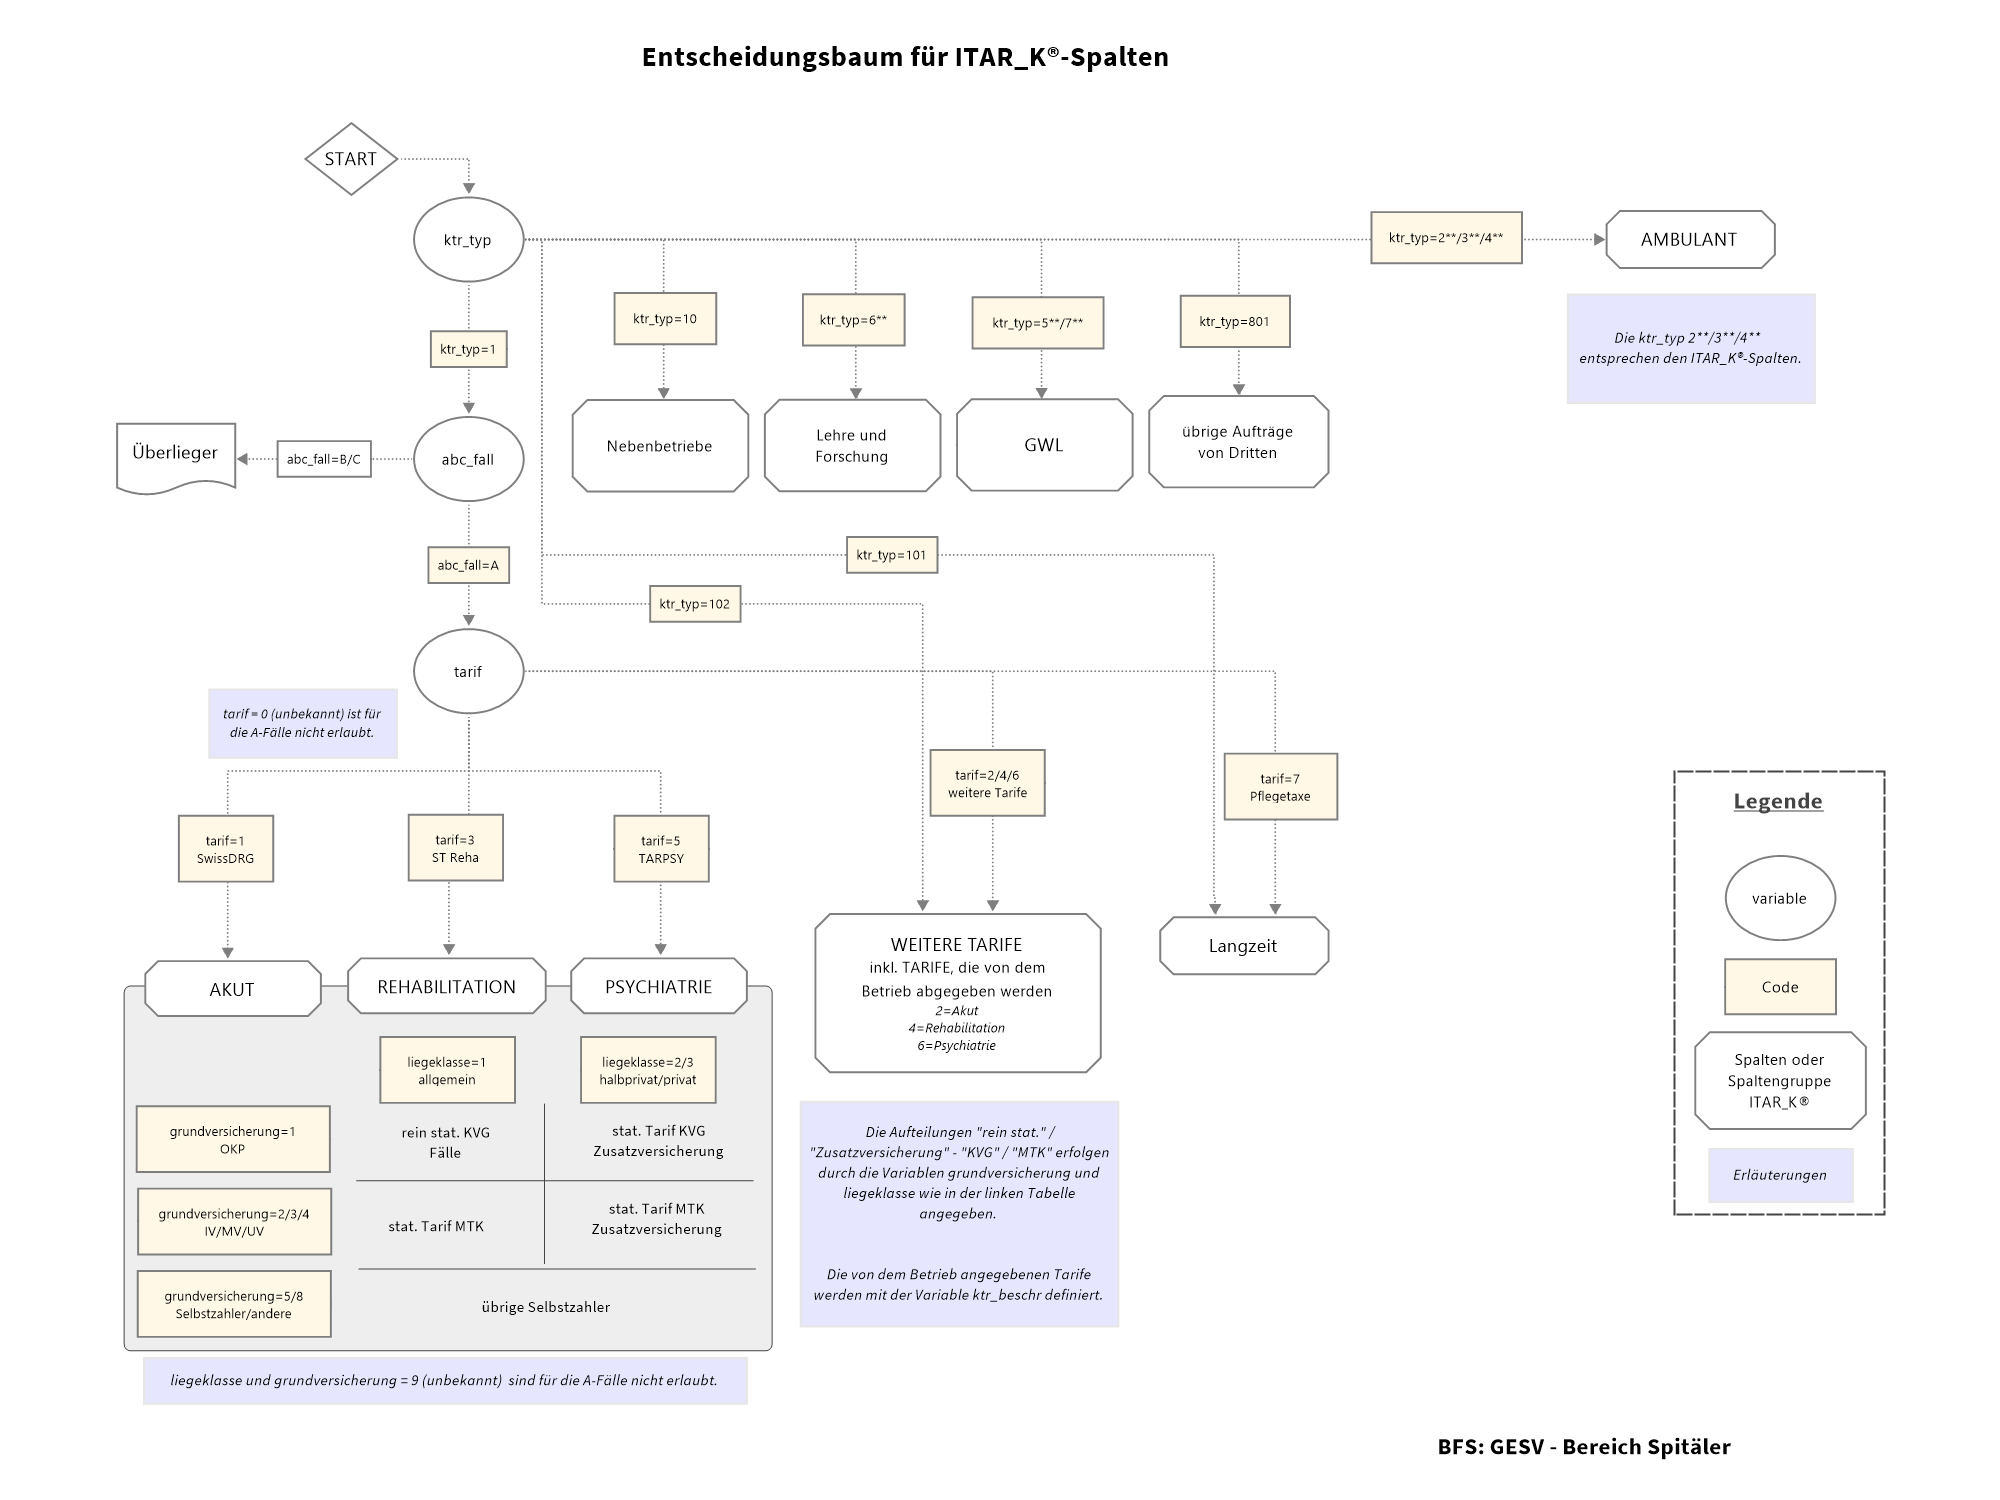 Entscheidungsbaum für ITAR_K®-Spalten
START
ktr_typ
ktr_typ=2**/3**/4**
AMBULANT
ktr_typ=10
ktr_typ=6**
ktr_typ=5**/7**
ktr_typ=801
ktr_typ=1
Die ktr_typ 2**/3**/4**
entsprechen den ITAR_K®-Spalten.
Überlieger
abc_fall=B/C
abc_fall
Nebenbetriebe
Lehre und
Forschung
GWL
übrige Aufträge
von Dritten
abc_fall=A
ktr_typ=101
ktr_typ=102
tarif
tarif = 0 (unbekannt) ist für
die A-Fälle nicht erlaubt.
tarif=2/4/6
weitere Tarife
tarif=7
Pflegetaxe
tarif=1
SwissDRG
tarif=3
ST Reha
tarif=5
TARPSY
AKUT
REHABILITATION
PSYCHIATRIE
WEITERE TARIFE
inkl. TARIFE, die von dem
Betrieb abgegeben werden
2=Akut
4=Rehabilitation
6=Psychiatrie
Langzeit
liegeklasse=1
allgemein
liegeklasse=2/3
halbprivat/privat
grundversicherung=1
OKP
rein stat. KVG
Fälle
stat. Tarif KVG
Zusatzversicherung
grundversicherung=2/3/4
IV/MV/UV
stat. Tarif MTK
stat. Tarif MTK
Zusatzversicherung
grundversicherung=5/8
Selbstzahler/andere
übrige Selbstzahler
liegeklasse und grundversicherung = 9 (unbekannt) sind für die A-Fälle nicht erlaubt.
Die Aufteilungen "rein stat." /
"Zusatzversicherung" - "KVG" / "MTK" erfolgen
durch die Variablen grundversicherung und
liegeklasse wie in der linken Tabelle
angegeben.
Die von dem Betrieb angegebenen Tarife
werden mit der Variable ktr_beschr definiert.
Legende
variable
Code
Spalten oder
Spaltengruppe
ITAR_K®
Erläuterungen
BFS: GESV - Bereich Spitäler